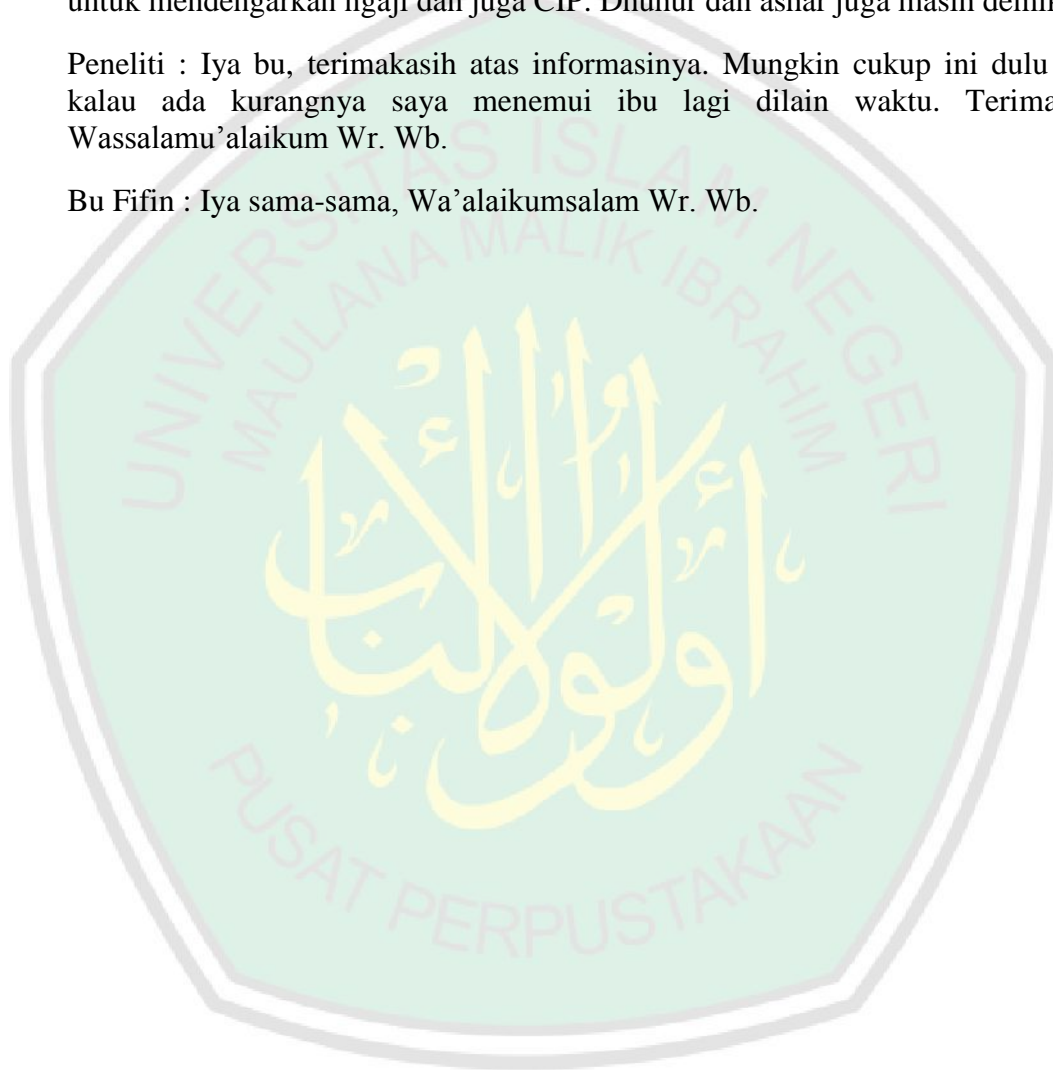 untuk mendengarkan ngaji dan juga CIP. Dhuhur dan ashar juga masih
Peneliti : Iya bu, terimakasih atas informasinya. Mungkin cukup ini dulu
kalau ada kurangnya saya menemui ibu lagi dilain waktu.
Wassalamu’alaikum Wr. Wb.
Bu Fifin : Iya sama-sama, Wa’alaikumsalam Wr. Wb.
UNIVERSITAS ISLAM NEGERI
MAULANA MALIK IBRAHIM
أولوا الألباب
PUSAT PERPUSTAKAAN